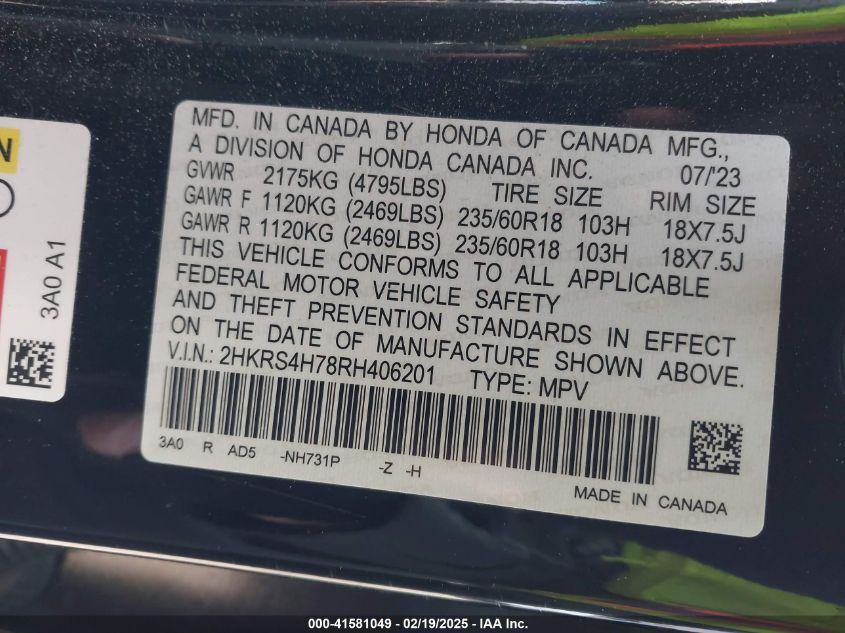 MFD. IN CANADA BY HONDA OF CANADA MFG.,
A DIVISION OF HONDA CANADA INC. 07/'23
GVWR 2175KG (4795LBS) TIRE SIZE RIM SIZE
GAWR F 1120KG (2469LBS) 235/60R18 103H 18X7.5J
GAWR R 1120KG (2469LBS) 235/60R18 103H 18X7.5J
THIS VEHICLE CONFORMS TO ALL APPLICABLE
FEDERAL MOTOR VEHICLE SAFETY
AND THEFT PREVENTION STANDARDS IN EFFECT
ON THE DATE OF MANUFACTURE SHOWN ABOVE.
V.I.N.: 2HKRS4H78RH406201 TYPE: MPV
3A0 R AD5 -NH731P -Z -H
MADE IN CANADA
N
3A0 A1
000-41581049 - 02/19/2025 - IAA Inc.